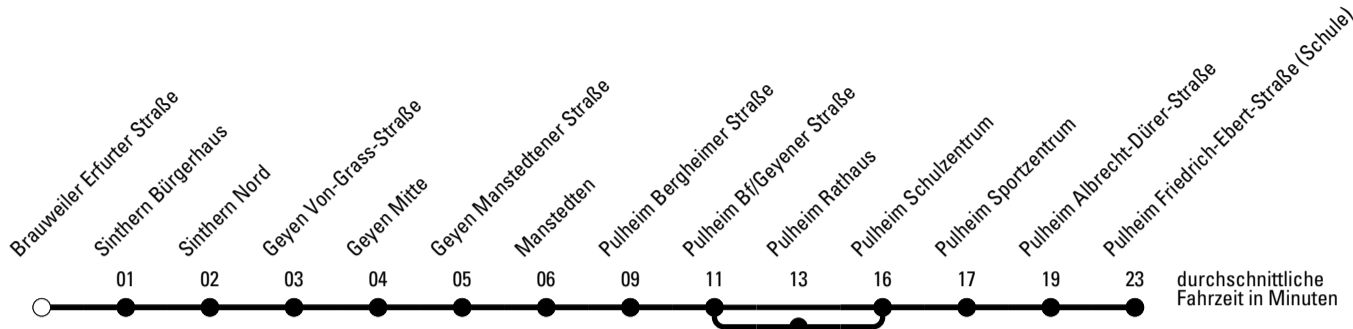 Brauweiler Erfurter Straße
Sinthern Bürgerhaus
Sinthern Nord
Geyen Von-Grass-Straße
Geyen Mitte
Geyen Manstedtener Straße
Manstedten
Pulheim Bergheimer Straße
Pulheim Bf/Geyener Straße
Pulheim Rathaus
Pulheim Schulzentrum
Pulheim Sportzentrum
Pulheim Albrecht-Dürer-Straße
Pulheim Friedrich-Ebert-Straße (Schule)
01 02 03 04 05 06 09 11 13 16 17 19 23
durchschnittliche
Fahrzeit in Minuten